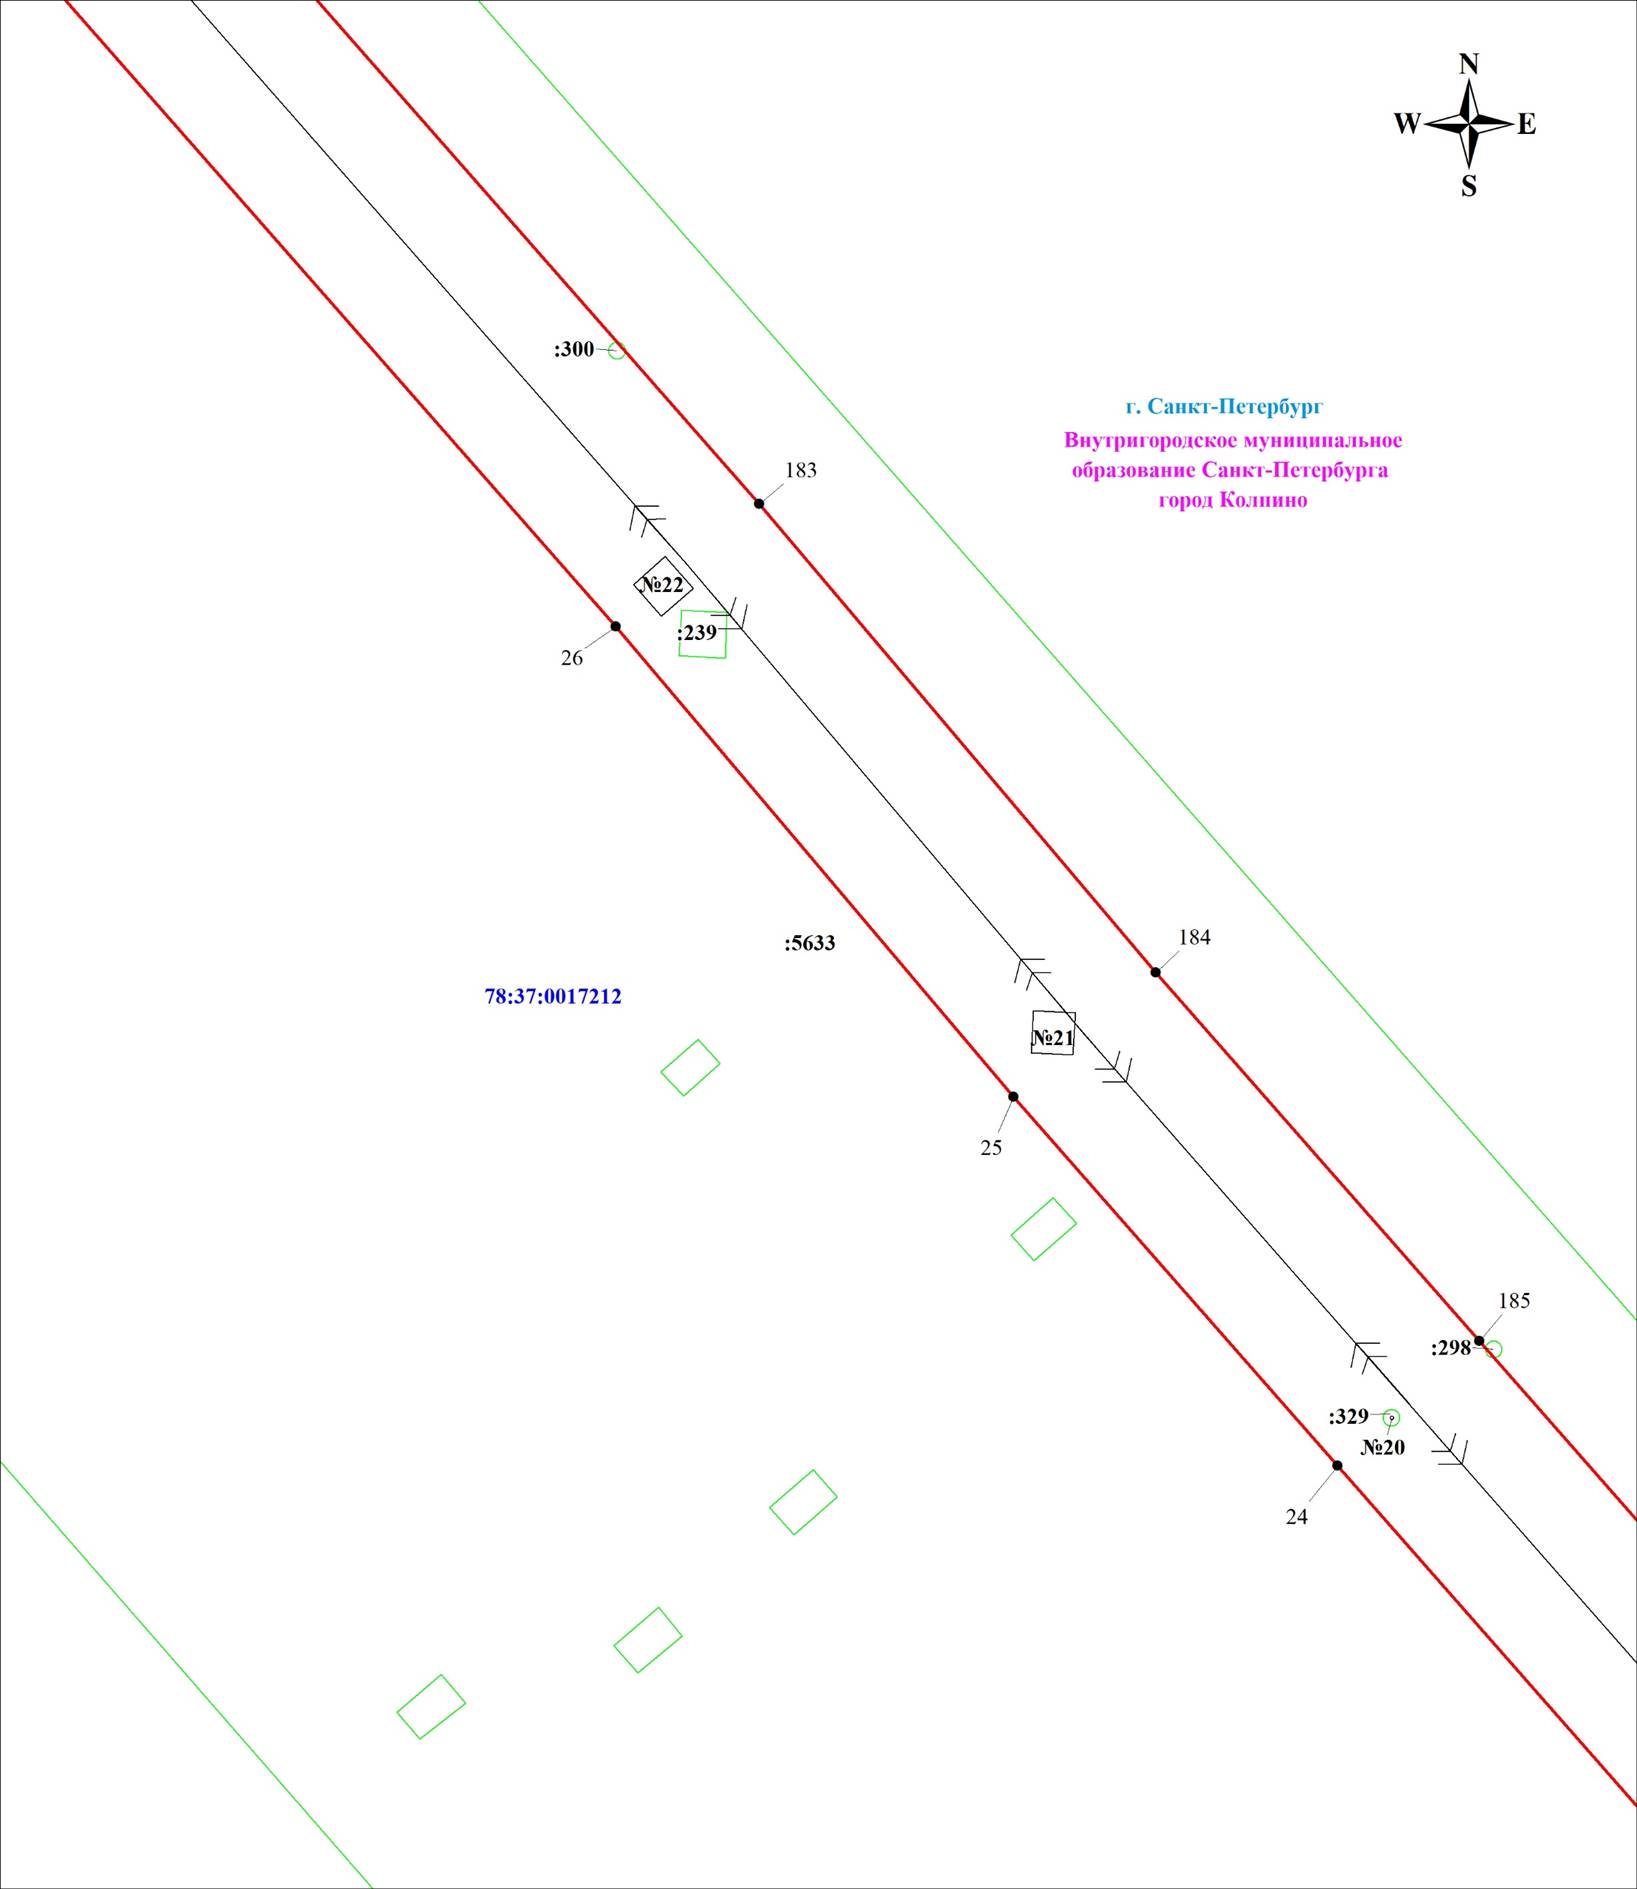 N
W
E
S
:300
г. Санкт-Петербург
Внутригородское муниципальное
образование Санкт-Петербурга
город Колпино
183
№22
:239
26
184
:5633
78:37:0017212
№21
25
185
:298
:329
№20
24